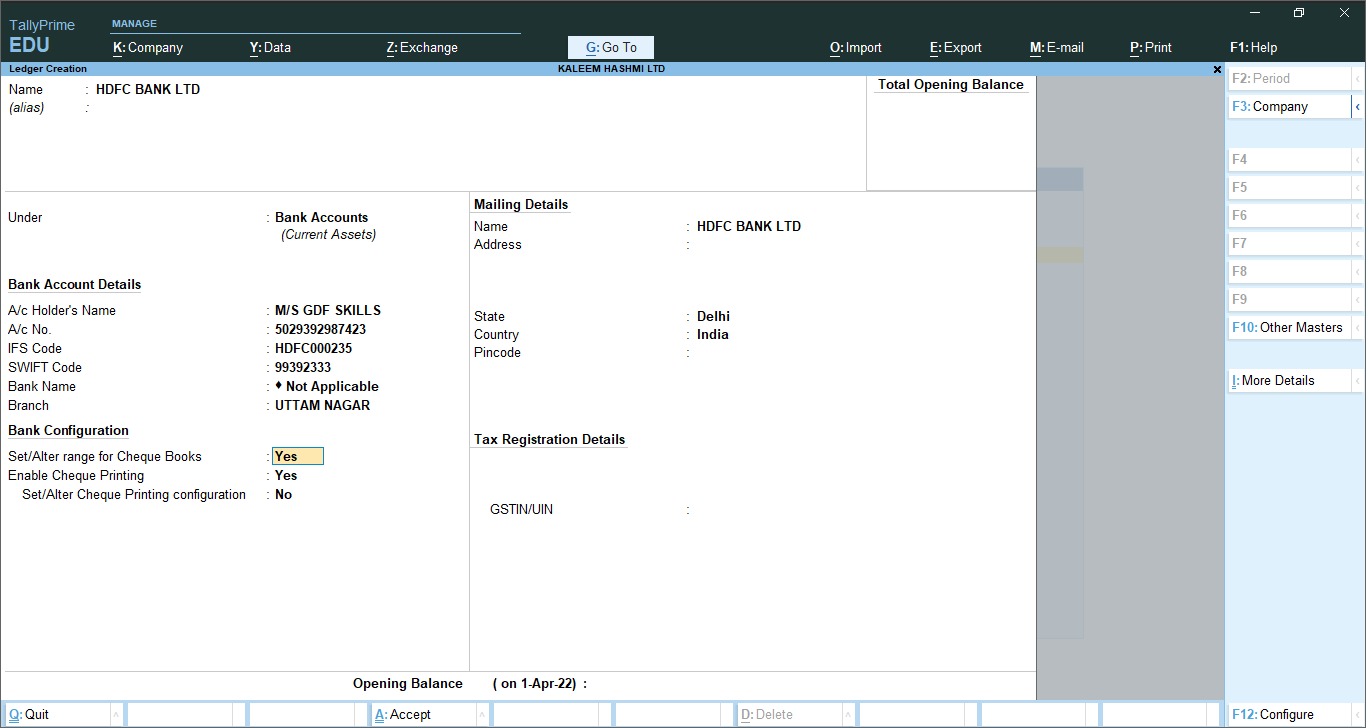 TallyPrime
EDU
MANAGE
K: Company
Y: Data
Z: Exchange
G: Go To
O: Import
E: Export
M: E-mail
P: Print
F1: Help
Ledger Creation
KALEEM HASHMI LTD
Name : HDFC BANK LTD
(alias) :
Total Opening Balance
Under : Bank Accounts
(Current Assets)
Bank Account Details
A/c Holder's Name : M/S GDF SKILLS
A/c No. : 5029392987423
IFS Code : HDFC000235
SWIFT Code : 99392333
Bank Name : ♦ Not Applicable
Branch : UTTAM NAGAR
Bank Configuration
Set/Alter range for Cheque Books : Yes
Enable Cheque Printing : Yes
Set/Alter Cheque Printing configuration : No
Mailing Details
Name : HDFC BANK LTD
Address :
State : Delhi
Country : India
Pincode :
Tax Registration Details
GSTIN/UIN :
Opening Balance ( on 1-Apr-22) :
F2: Period
F3: Company
F4
F5
F6
F7
F8
F9
F10: Other Masters
I: More Details
Q: Quit
A: Accept
D: Delete
F12: Configure